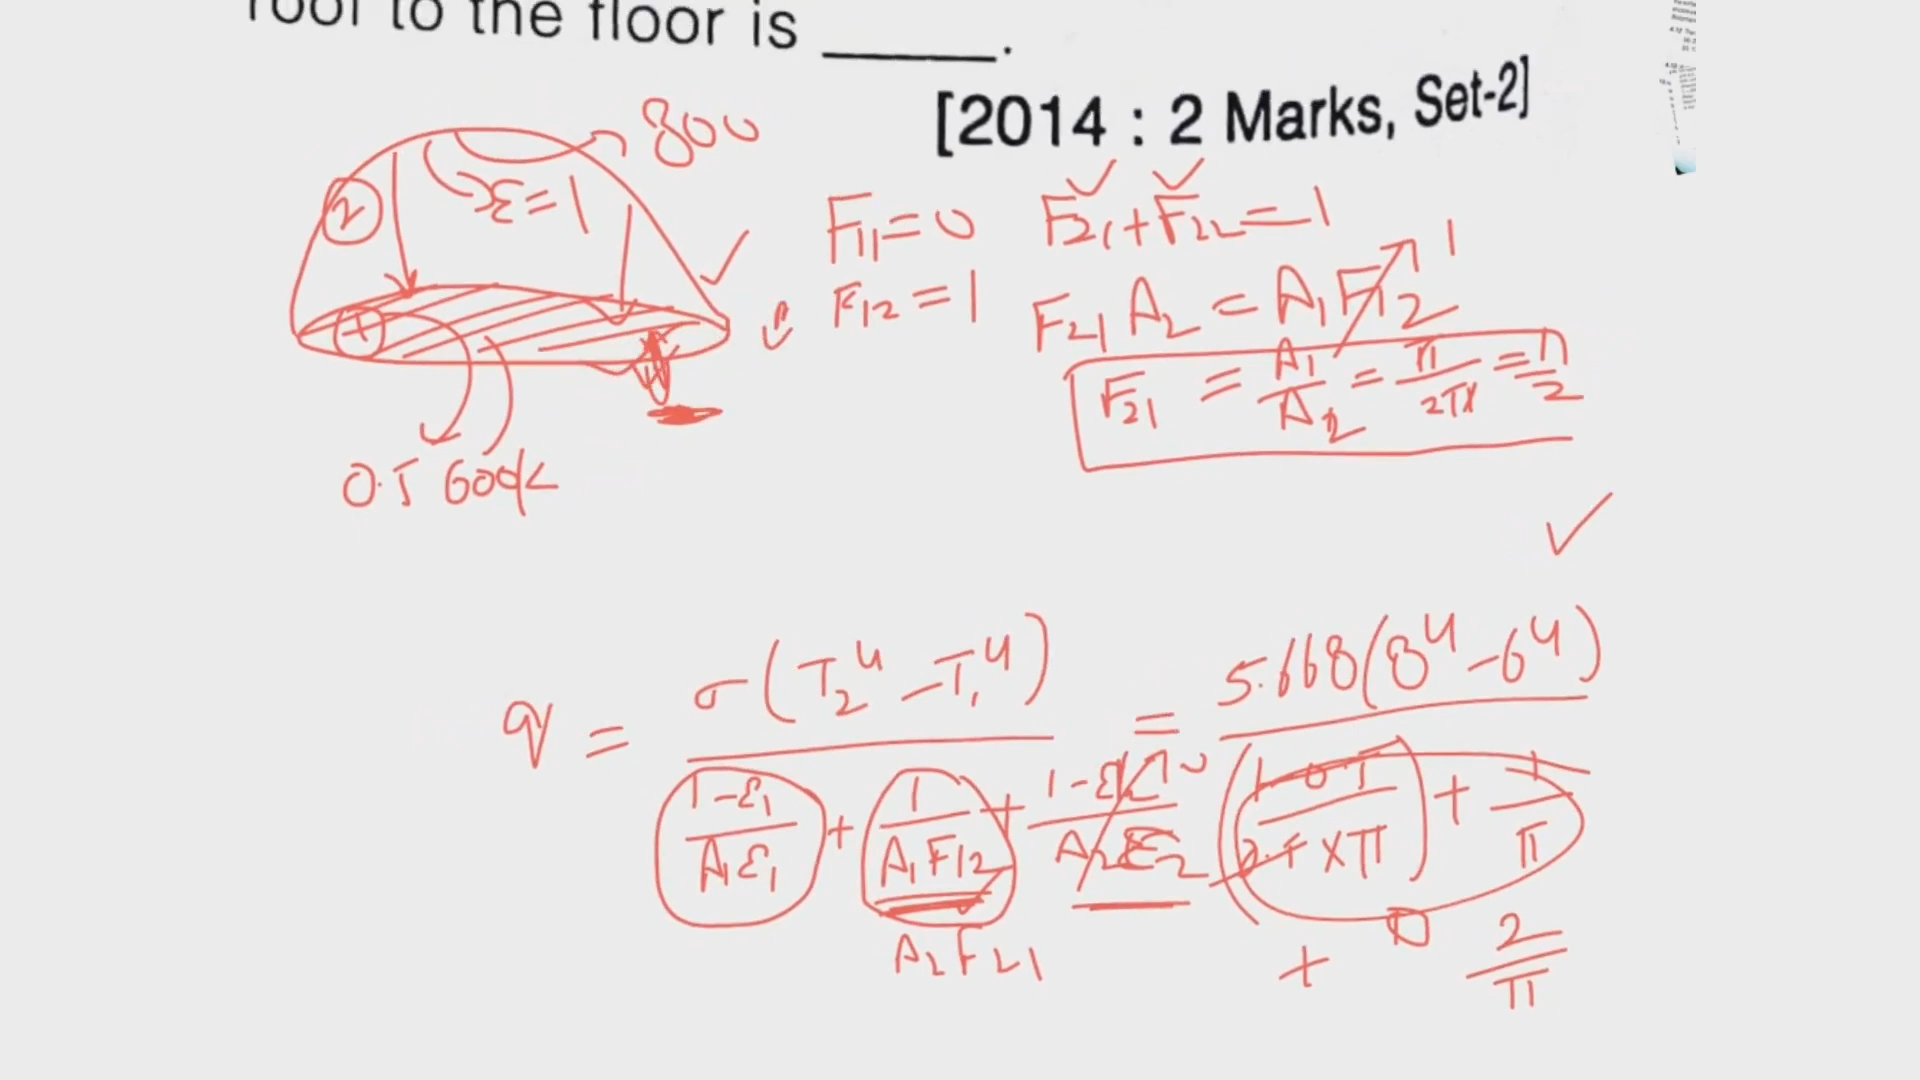 roof to the floor is _____.
[2014 : 2 Marks, Set-2]
800
2
ε=1
F11=0 F21+F22=1
F12=1 F21 A2 = A1 F12 1
1
F21 = A1/A2 = π/2π = 1/2
0.5 600K
q = σ(T2^4 - T1^4) / (1-ε1/A1ε1 + 1/A1F12 + 1-ε2/A2ε2) = 5.668(8^4-6^4) / (1-0.5/0.5×π + 1/π
0
A2F21
+ 0 2/π